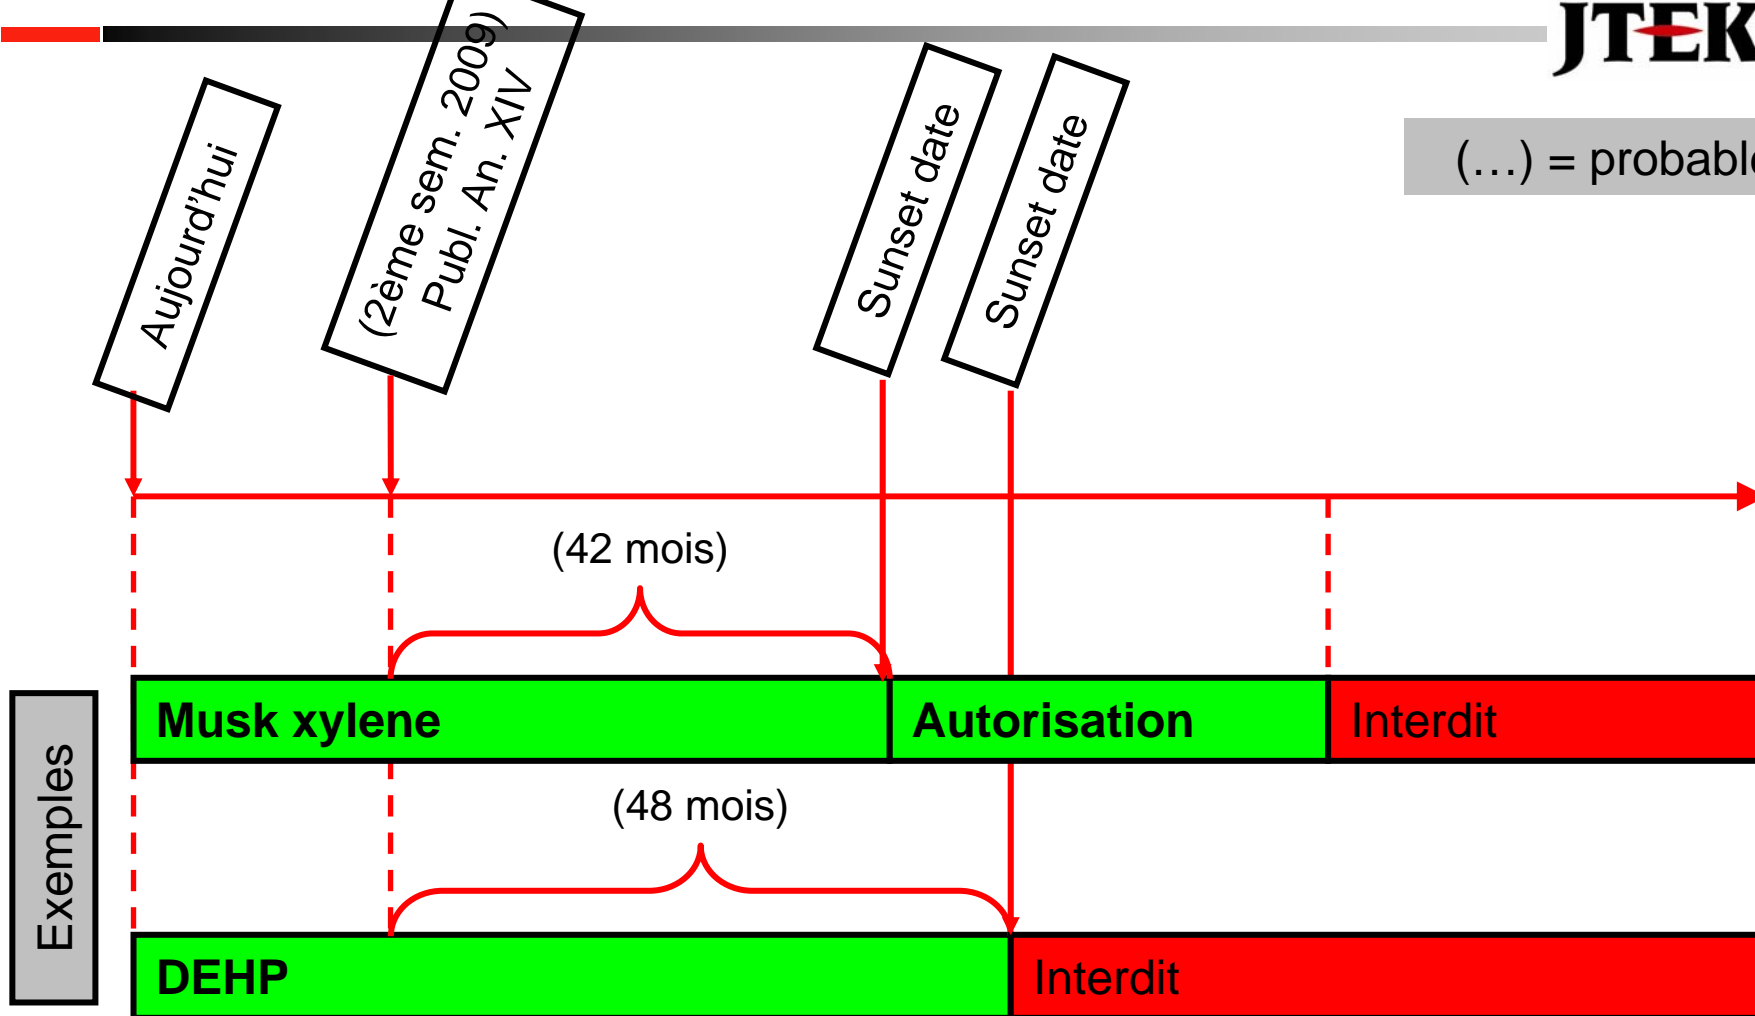 JTEK
(...) = probable
Aujourd'hui
(2ème sem. 2009)
Publ. An. XIV
Sunset date
Sunset date
(42 mois)
Musk xylene
Autorisation
Interdit
(48 mois)
Exemples
DEHP
Interdit